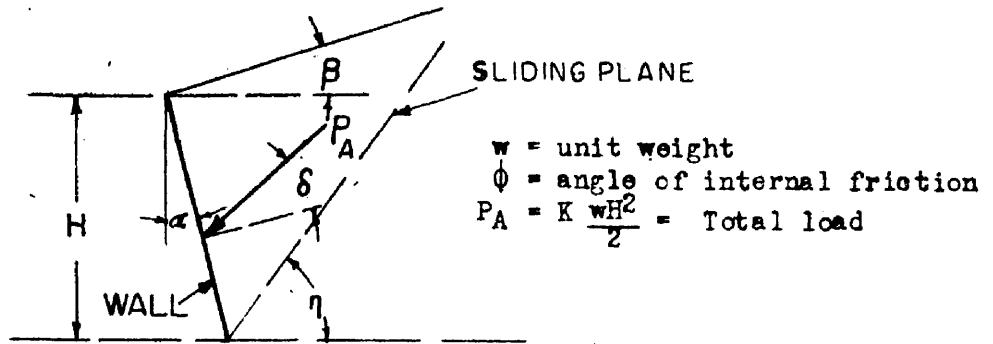 β
SLIDING PLANE
P_A
w = unit weight
δ
ϕ = angle of internal friction
H
α
P_A = K wH²/2 = Total load
WALL
η